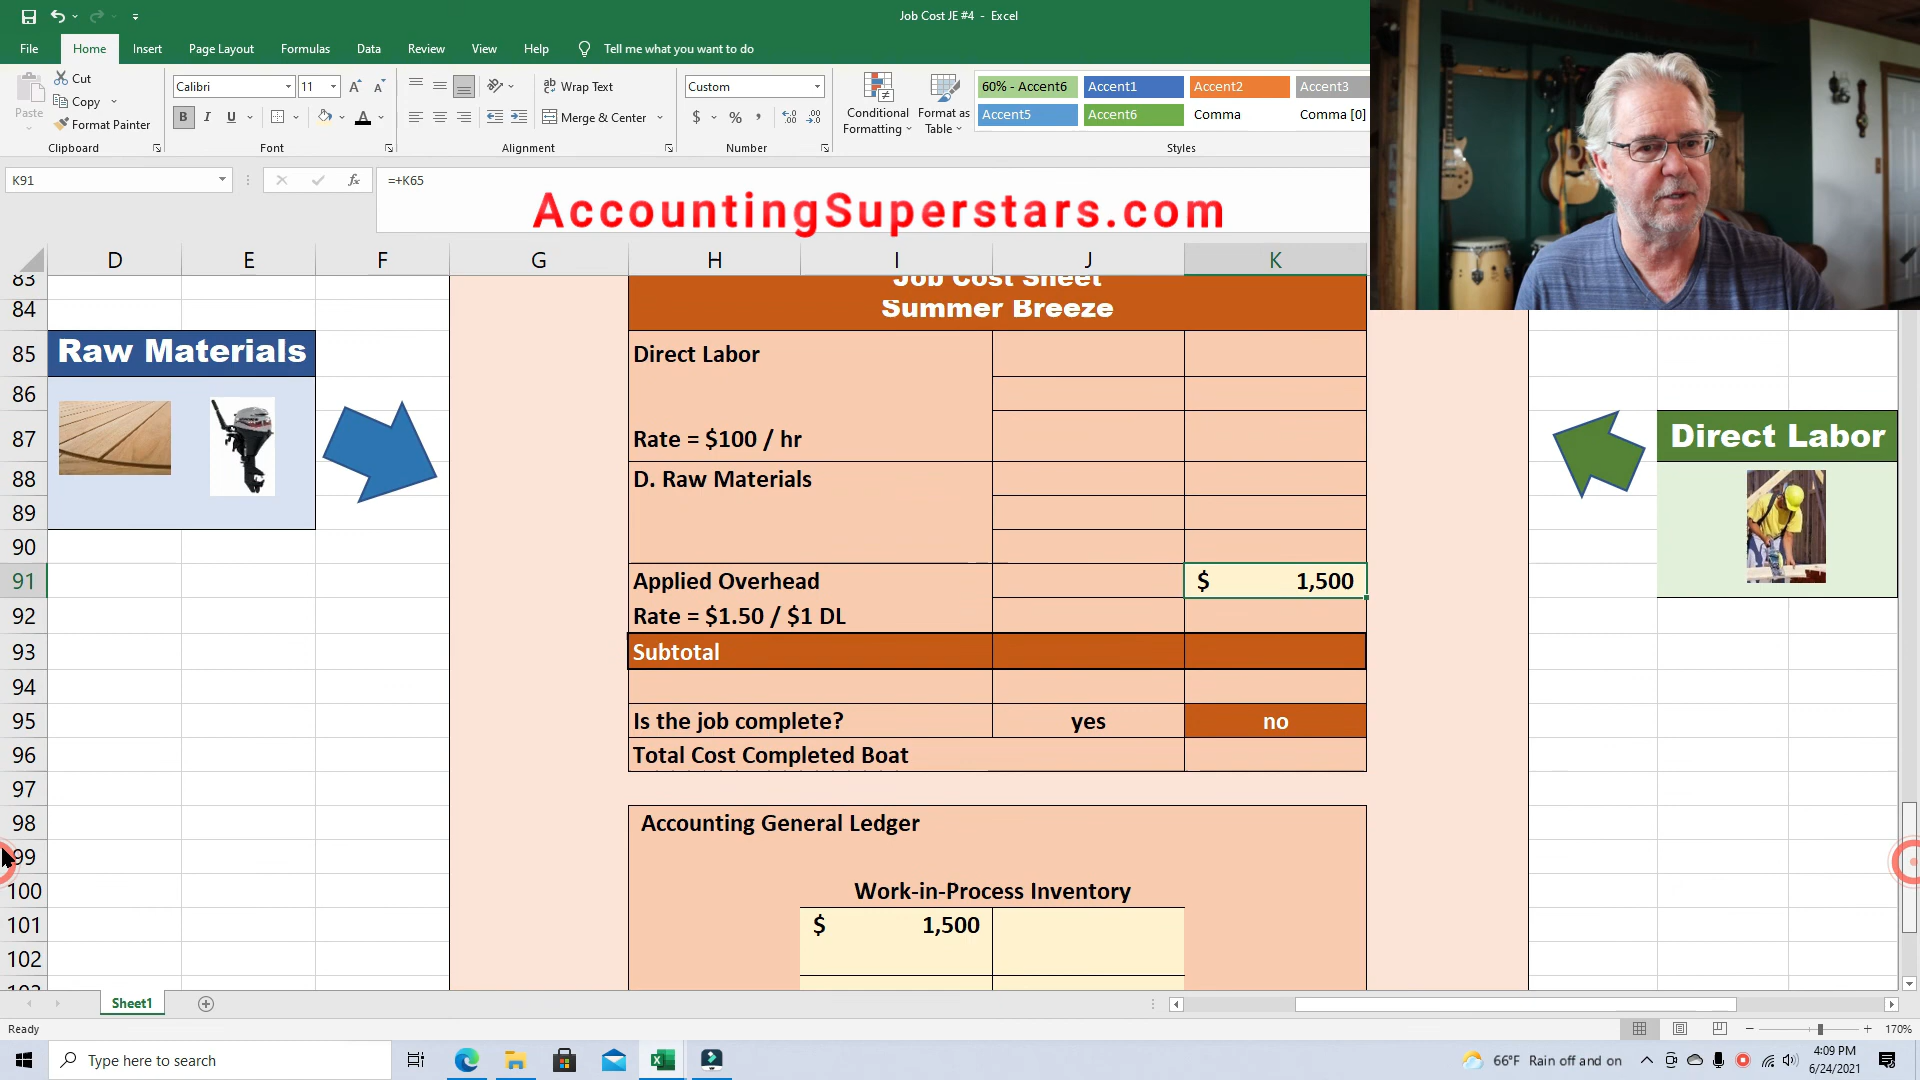 Job Cost JE #4 - Excel
File Home Insert Page Layout Formulas Data Review View Help Tell me what you want to do
Paste
Cut
Copy
Format Painter
Clipboard
Calibri 11
B I U
Font
Wrap Text
Merge & Center
Alignment
Custom
$ % ,
Number
Conditional Formatting
Format as Table
60% - Accent6 Accent1 Accent2 Accent3
Accent5 Accent6 Comma Comma [0]
Styles
K91 fx =+K65
AccountingSuperstars.com
D E F G H I J K
83 Job Cost Sheet
84 Summer Breeze
85 Raw Materials Direct Labor
86
87 Rate = $100 / hr Direct Labor
88 D. Raw Materials
89
90
91 Applied Overhead $ 1,500
92 Rate = $1.50 / $1 DL
93 Subtotal
94
95 Is the job complete? yes no
96 Total Cost Completed Boat
97
98 Accounting General Ledger
99
100 Work-in-Process Inventory
101 $ 1,500
102
Sheet1
Ready 170%
Type here to search
66°F Rain off and on
4:09 PM
6/24/2021